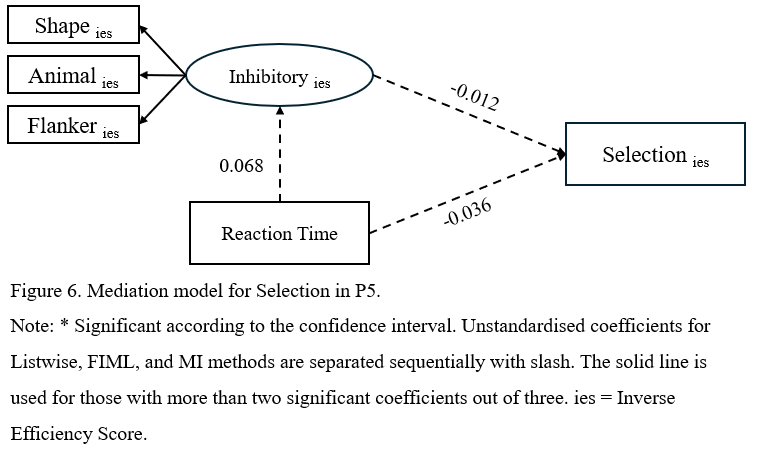 Shape ies
Animal ies
Flanker ies
Inhibitory ies
-0.012
Selection ies
0.068
-0.036
Reaction Time
Figure 6. Mediation model for Selection in P5.
Note: * Significant according to the confidence interval. Unstandardised coefficients for
Listwise, FIML, and MI methods are separated sequentially with slash. The solid line is
used for those with more than two significant coefficients out of three. ies = Inverse
Efficiency Score.